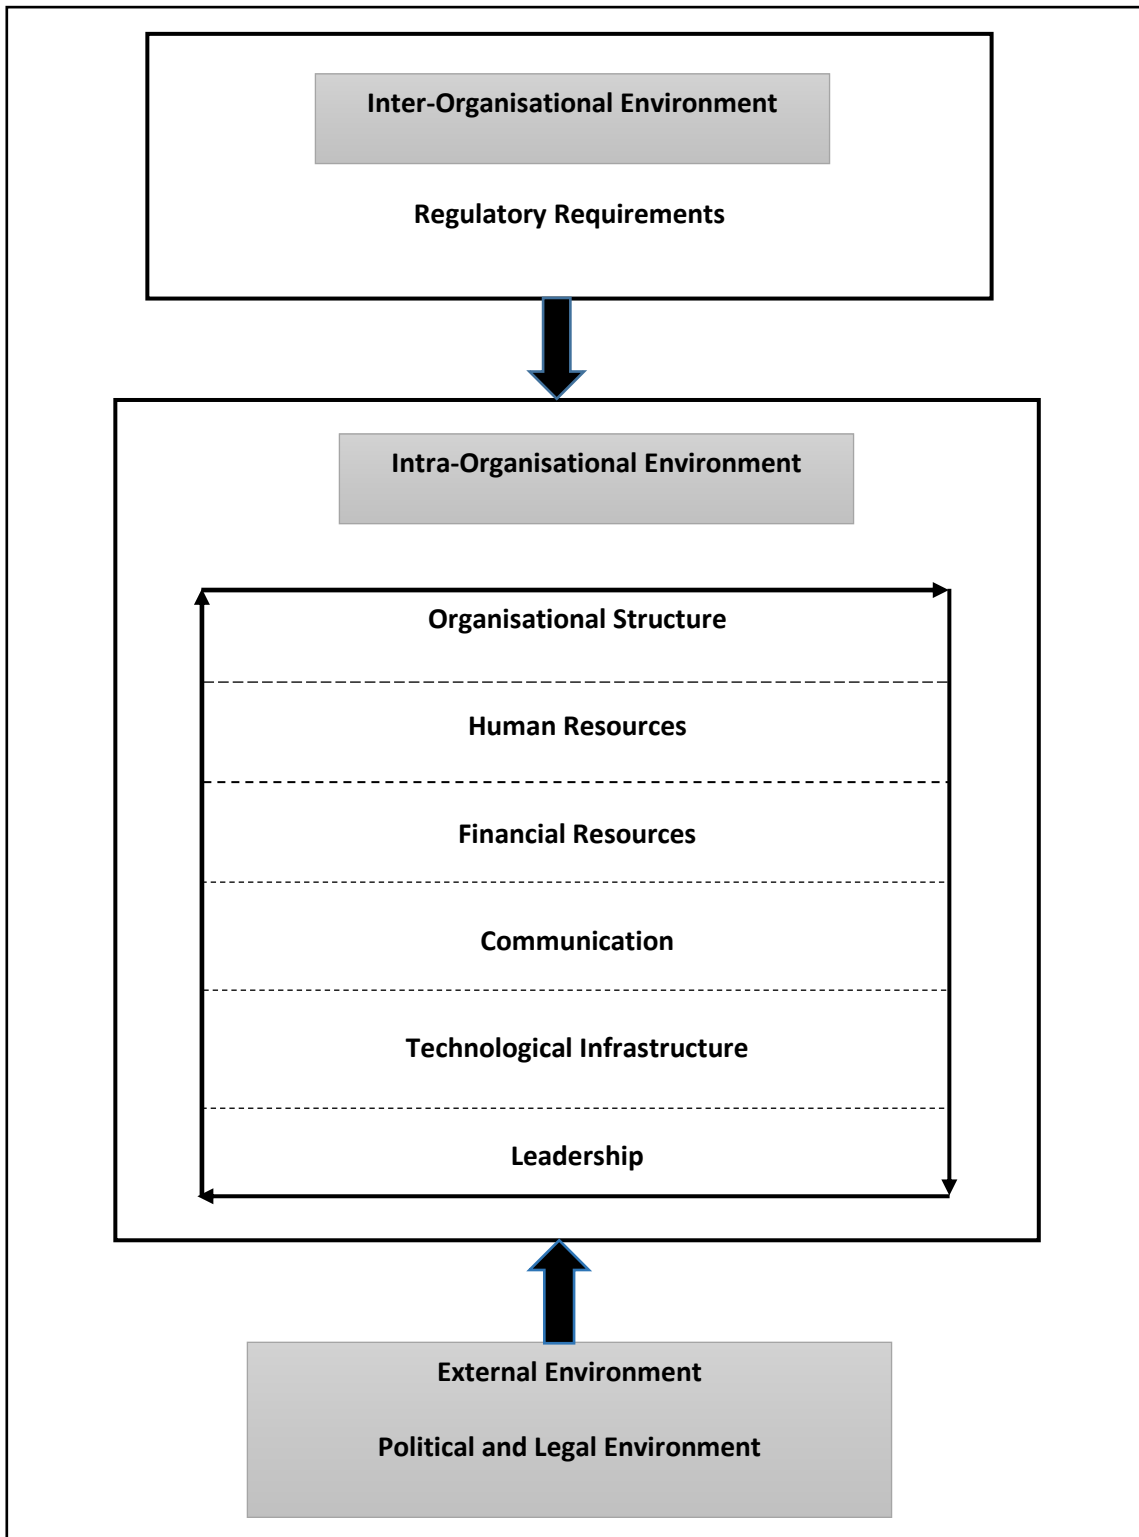 Inter-Organisational Environment
Regulatory Requirements
Intra-Organisational Environment
Organisational Structure
Human Resources
Financial Resources
Communication
Technological Infrastructure
Leadership
External Environment
Political and Legal Environment